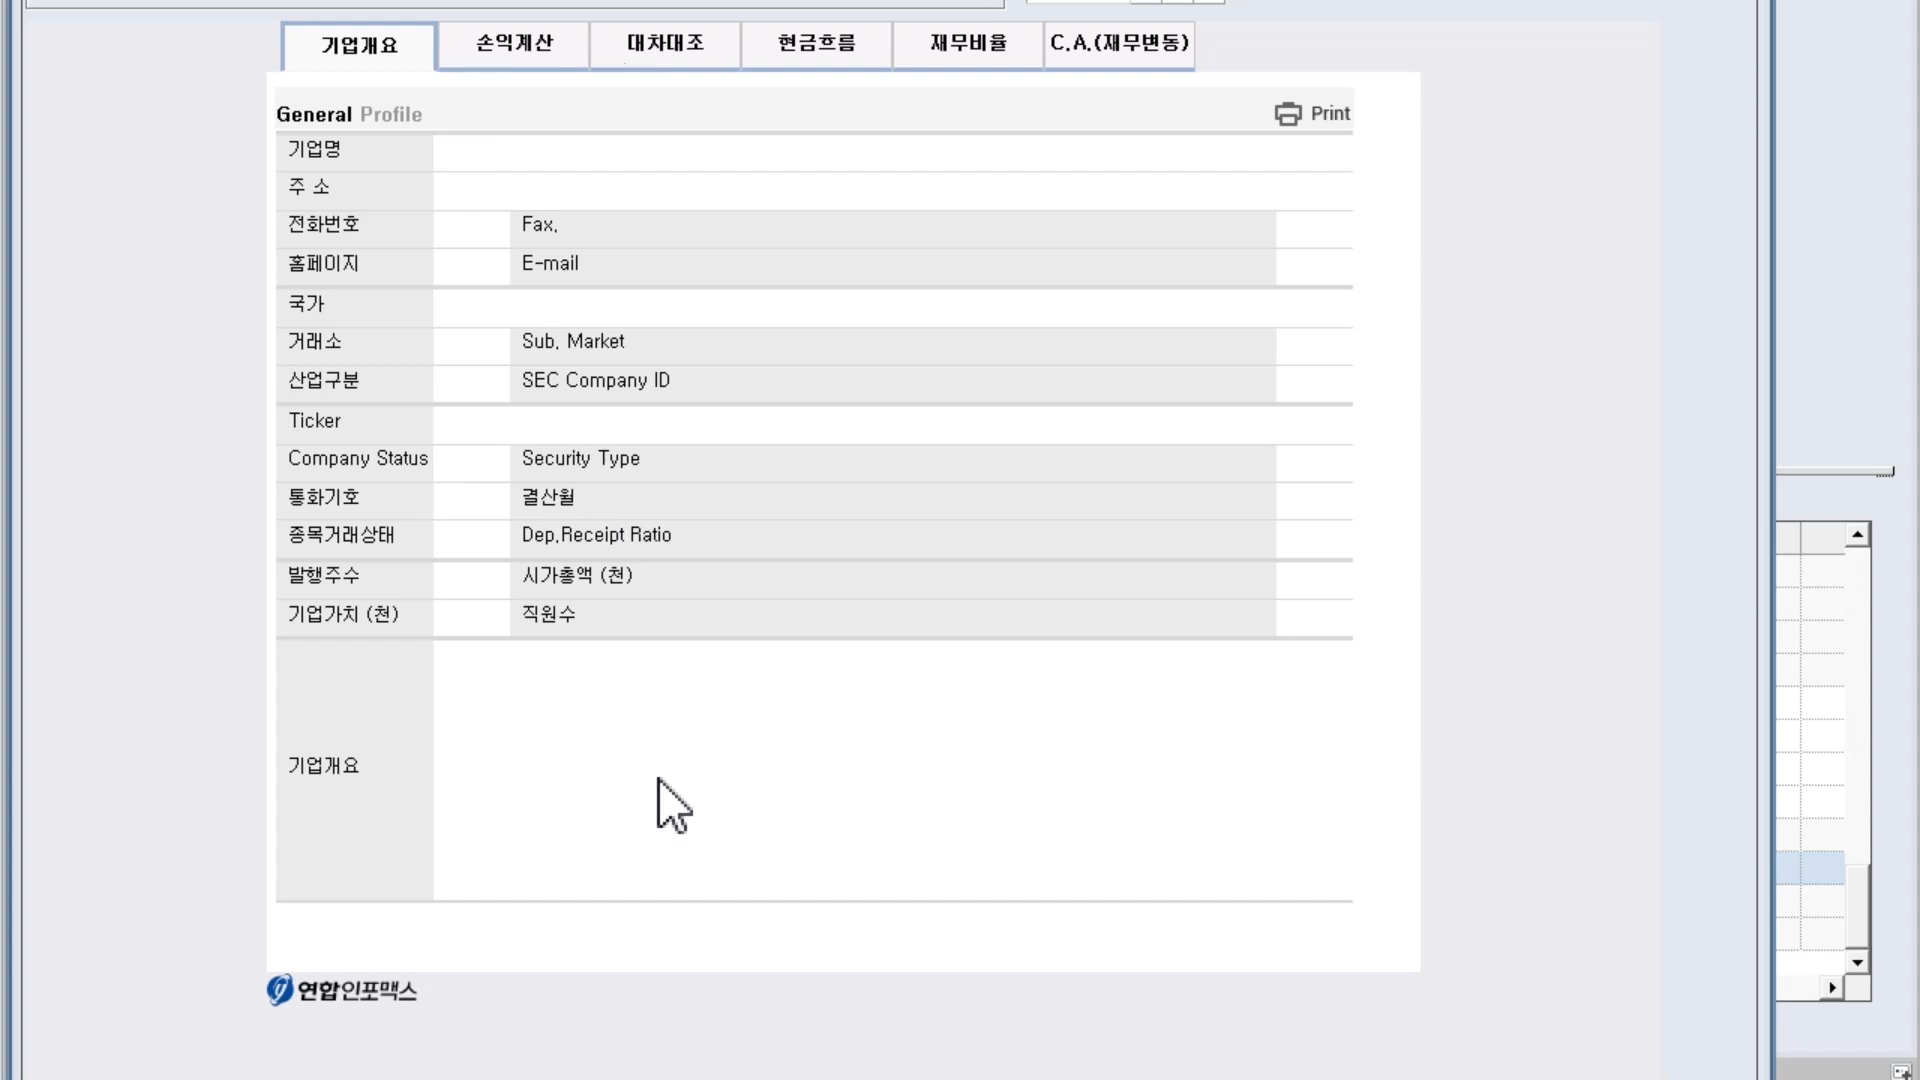 기업개요 손익계산 대차대조 현금흐름 재무비율 C.A.(재무변동)
General Profile Print
기업명
주 소
전화번호 Fax.
홈페이지 E-mail
국가
거래소 Sub. Market
산업구분 SEC Company ID
Ticker
Company Status Security Type
통화기호 결산월
종목거래상태 Dep.Receipt Ratio
발행주수 시가총액 (천)
기업가치 (천) 직원수
기업개요
연합인포맥스